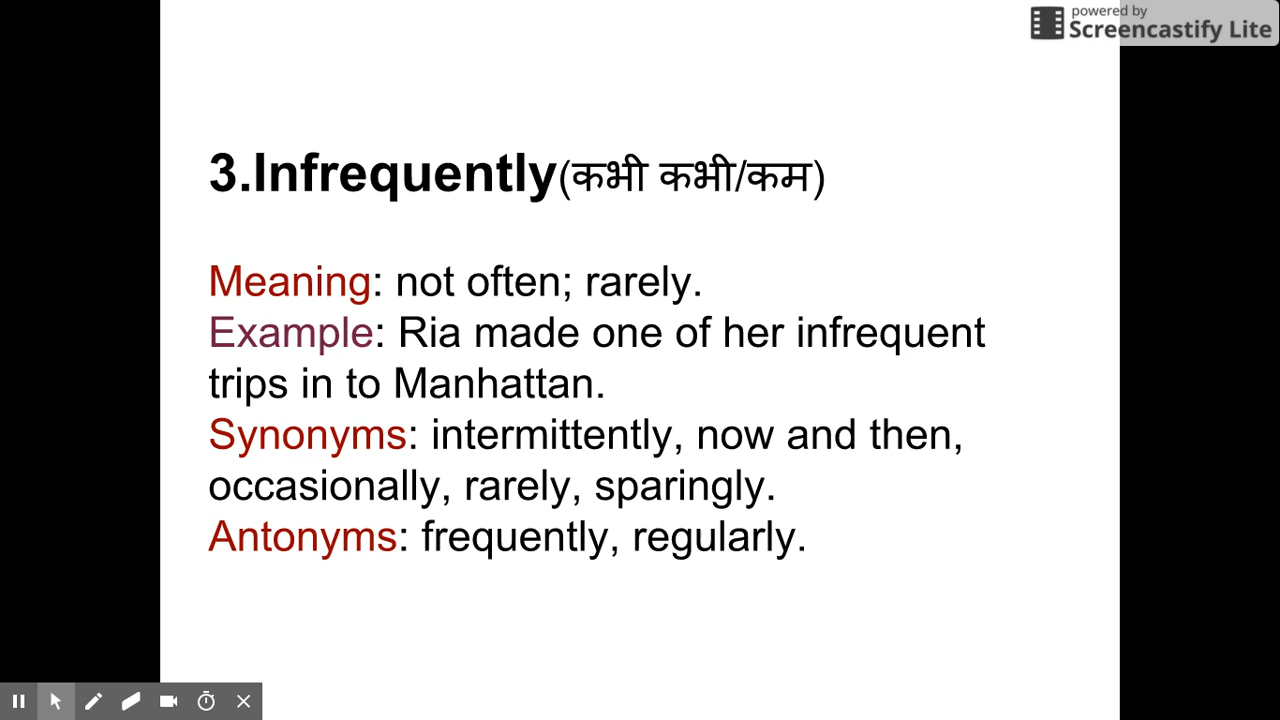 powered by
Screencastify Lite
3.Infrequently(कभी कभी/कम)
Meaning: not often; rarely.
Example: Ria made one of her infrequent
trips in to Manhattan.
Synonyms: intermittently, now and then,
occasionally, rarely, sparingly.
Antonyms: frequently, regularly.